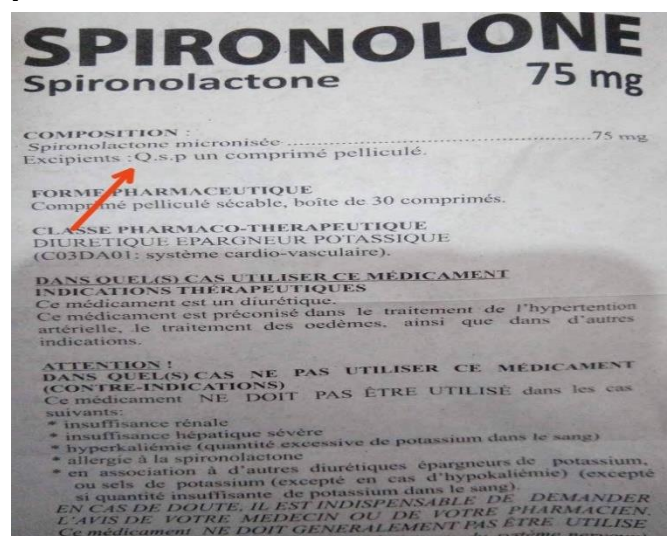 SPIRONOLONE
Spironolactone 75 mg
COMPOSITION :
Spironolactone micronisée ................................................75 mg
Excipients :Q.s.p un comprimé pelliculé.
FORME PHARMACEUTIQUE
Comprimé pelliculé sécable, boîte de 30 comprimés.
CLASSE PHARMACO-THERAPEUTIQUE
DIURETIQUE EPARGNEUR POTASSIQUE
(C03DA01: système cardio-vasculaire).
DANS QUEL(S) CAS UTILISER CE MÉDICAMENT
INDICATIONS THÉRAPEUTIQUES
Ce médicament est un diurétique.
Ce médicament est préconisé dans le traitement de l'hypertention
artérielle, le traitement des oedèmes, ainsi que dans d'autres
indications.
ATTENTION !
DANS QUEL(S) CAS NE PAS UTILISER CE MÉDICAMENT
(CONTRE-INDICATIONS)
Ce médicament NE DOIT PAS ÊTRE UTILISÉ dans les cas
suivants:
* insuffisance rénale
* insuffisance hépatique sévère
* hyperkaliémie (quantité excessive de potassium dans le sang)
* allergie à la spironolactone
* en association à d'autres diurétiques épargneurs de potassium,
ou sels de potassium (excepté en cas d'hypokaliémie) (excepté
si quantité insuffisante de potassium dans le sang).
EN CAS DE DOUTE, IL EST INDISPENSABLE DE DEMANDER
L'AVIS DE VOTRE MEDECIN OU DE VOTRE PHARMACIEN.
Ce médicament NE DOIT GENERALEMENT PAS ÊTRE UTILISE